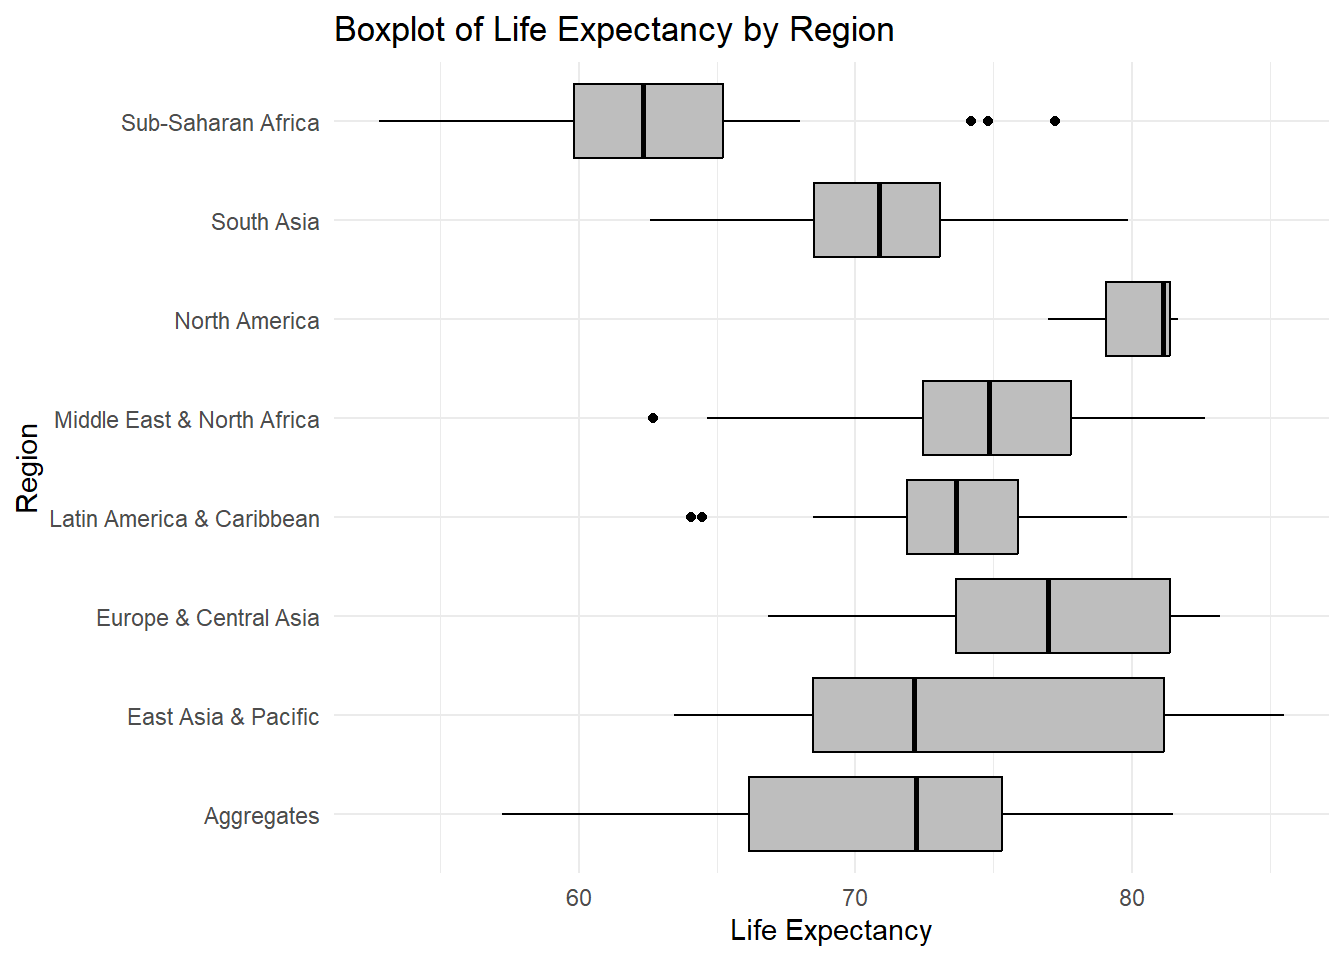 Boxplot of Life Expectancy by Region
Region
Sub-Saharan Africa
South Asia
North America
Middle East & North Africa
Latin America & Caribbean
Europe & Central Asia
East Asia & Pacific
Aggregates
60 70 80
Life Expectancy